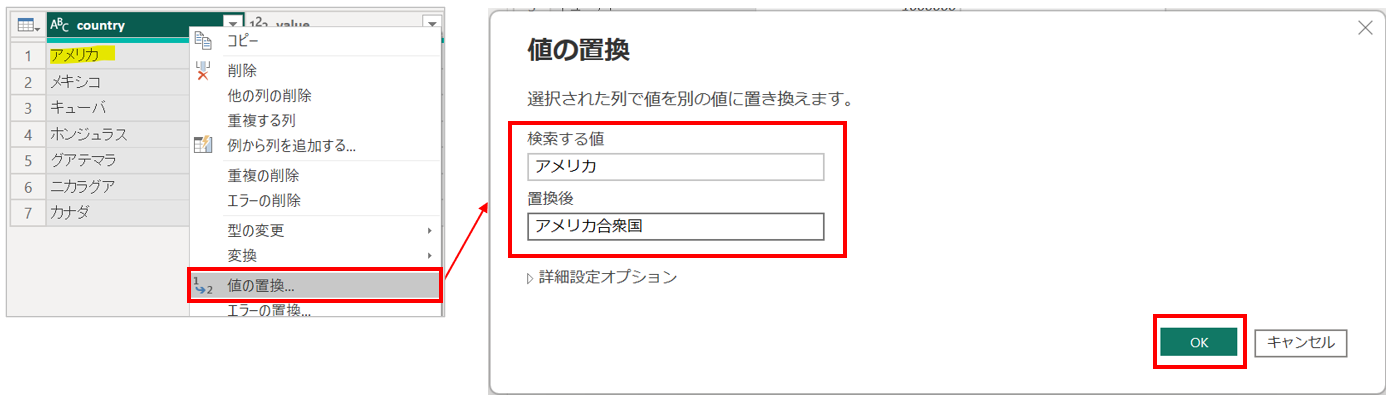 ABC country
123 value
1 アメリカ
2 メキシコ
3 キューバ
4 ホンジュラス
5 グアテマラ
6 ニカラグア
7 カナダ
コピー
削除
他の列の削除
重複する列
例から列を追加する...
重複の削除
エラーの削除
型の変更
変換
1 2 値の置換...
エラーの置換...
値の置換
選択された列で値を別の値に置き換えます。
検索する値
アメリカ
置換後
アメリカ合衆国
詳細設定オプション
OK
キャンセル